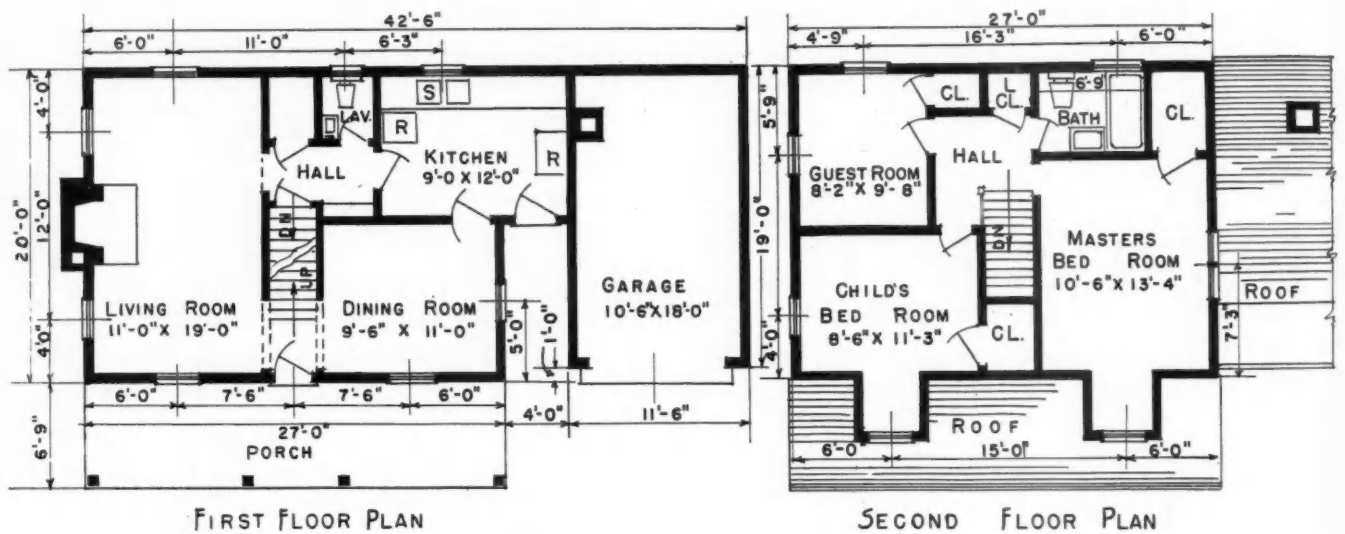 42'-6"
6'-0"
11'-0"
6'-3"
4'-0"
12'-0"
20'-0"
4'0"
6'-9"
S
R
R
LAV.
HALL
KITCHEN
9'-0 X 12'-0"
DN
UP
LIVING ROOM
11'-0" X 19'-0"
DINING ROOM
9'-6" X 11'-0"
GARAGE
10'-6"X18'-0"
5'-0"
1'-0"
6'-0"
7'-6"
7'-6"
6'-0"
4'-0"
11'-6"
27'-0"
PORCH
FIRST FLOOR PLAN
27'-0"
4'-9"
16'-3"
6'-0"
5'-9"
19'-0"
4'-0"
CL.
L
CL.
6'-9"
BATH
CL.
GUEST ROOM
8'-2" X 9'-8"
HALL
DN
MASTERS
BED ROOM
10'-6" X 13'-4"
CHILD'S
BED ROOM
8'-6" X 11'-3"
CL.
ROOF
7'-3"
ROOF
6'-0"
15'-0"
6'-0"
SECOND FLOOR PLAN